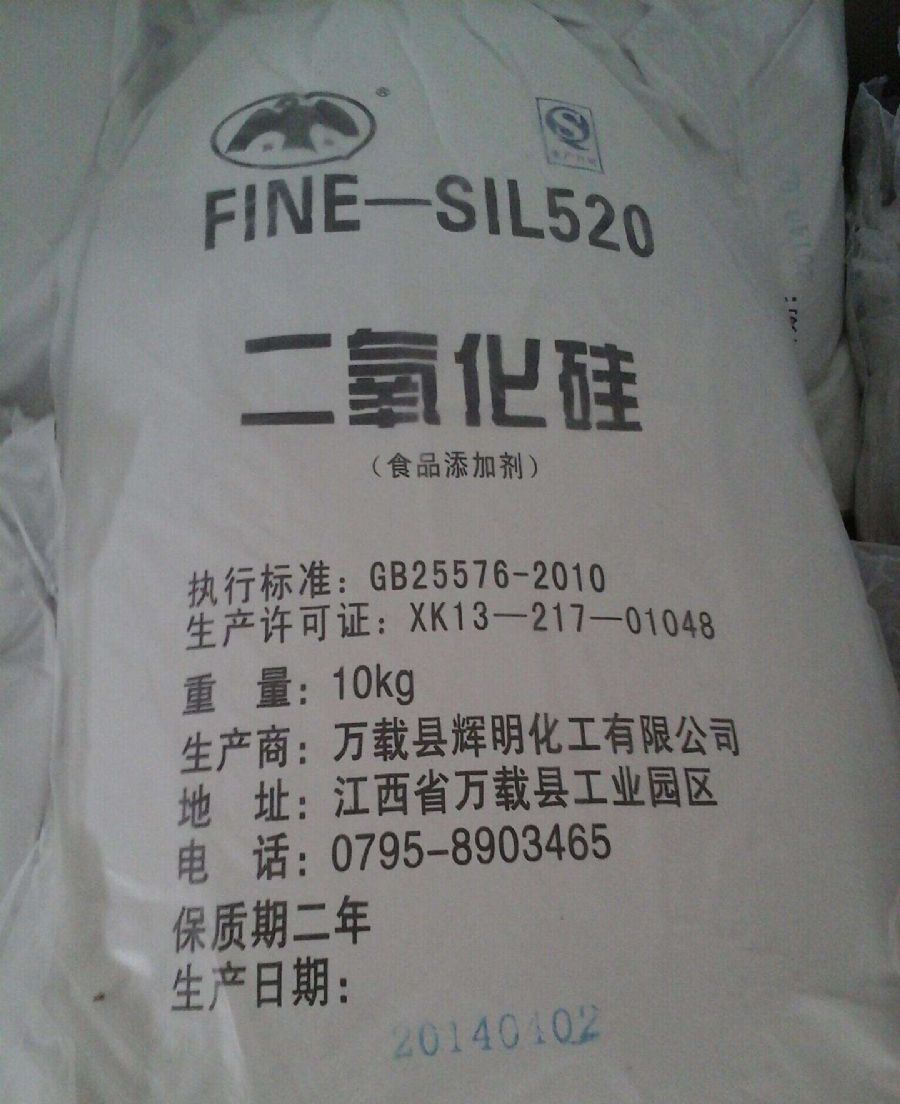 ®
FINE—SIL520
二氧化硅
（食品添加剂）
执行标准：GB25576-2010
生产许可证：XK13—217—01048
重 量：10kg
生产商：万载县辉明化工有限公司
地 址：江西省万载县工业园区
电 话：0795-8903465
保质期二年
生产日期：
20140402